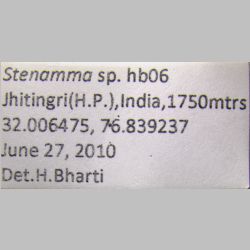 Stenamma sp. hb06
Jhitingri(H.P.),India,1750mtrs
32.006475, 76.839237
June 27, 2010
Det.H.Bharti